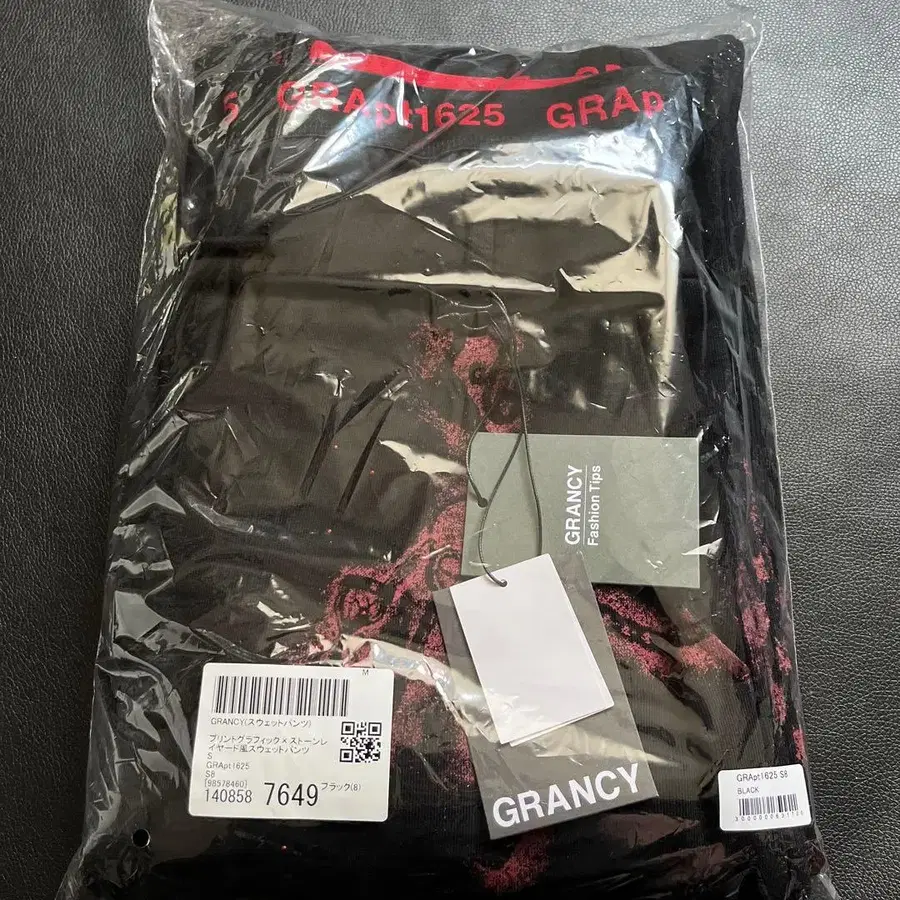 GRApt1625 GRAp
GRANCY
Fashion Tips
GRANCY
M
GRANCY(スウェットパンツ)
プリントグラフィック×ストーンレ
イヤード風スウェットパンツ
S
GRApt1625
S8
[98578460]
140858 7649 ブラック(8)
GRApt1625 S8
BLACK